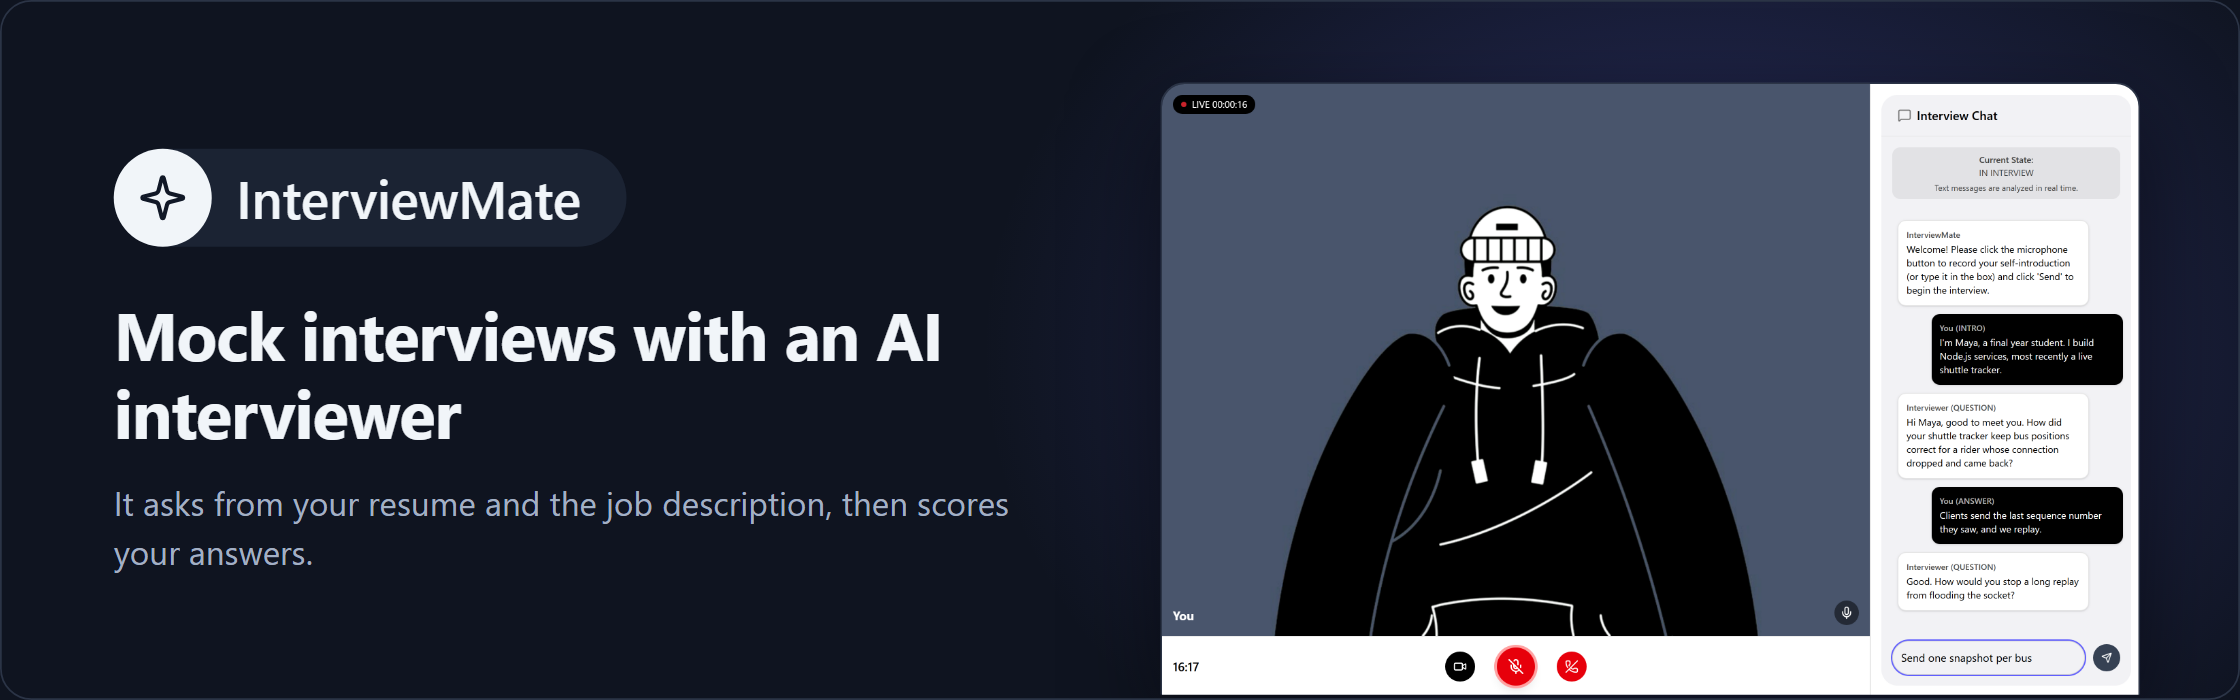 InterviewMate
Mock interviews with an AI
interviewer
It asks from your resume and the job description, then scores
your answers.
LIVE 00:00:16
You
16:17
Interview Chat
Current State:
IN INTERVIEW
Text messages are analyzed in real time.
InterviewMate
Welcome! Please click the microphone
button to record your self-introduction
(or type it in the box) and click 'Send' to
begin the interview.
You (INTRO)
I'm Maya, a final year student. I build
Node.js services, most recently a live
shuttle tracker.
Interviewer (QUESTION)
Hi Maya, good to meet you. How did
your shuttle tracker keep bus positions
correct for a rider whose connection
dropped and came back?
You (ANSWER)
Clients send the last sequence number
they saw, and we replay.
Interviewer (QUESTION)
Good. How would you stop a long replay
from flooding the socket?
Send one snapshot per bus